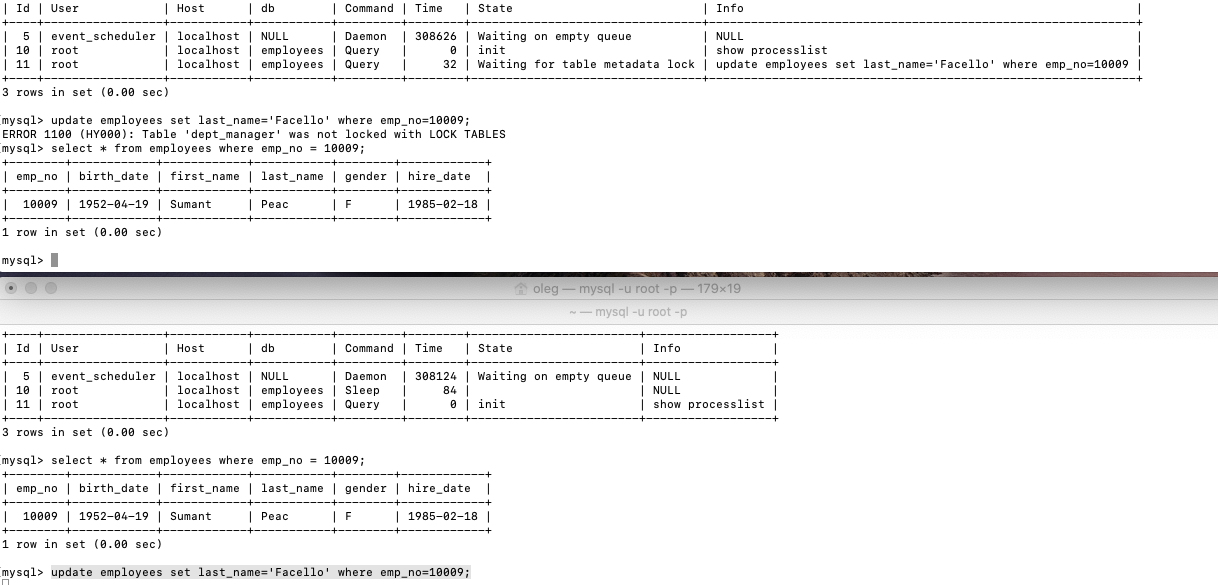 | Id | User            | Host      | db        | Command | Time   | State                           | Info                                                      |
|  5 | event_scheduler | localhost | NULL      | Daemon  | 308626 | Waiting on empty queue          | NULL                                                      |
| 10 | root            | localhost | employees | Query   |      0 | init                            | show processlist                                          |
| 11 | root            | localhost | employees | Query   |     32 | Waiting for table metadata lock | update employees set last_name='Facello' where emp_no=10009 |
3 rows in set (0.00 sec)
mysql> update employees set last_name='Facello' where emp_no=10009;
ERROR 1100 (HY000): Table 'dept_manager' was not locked with LOCK TABLES
mysql> select * from employees where emp_no = 10009;
| emp_no | birth_date | first_name | last_name | gender | hire_date  |
|  10009 | 1952-04-19 | Sumant     | Peac      | F      | 1985-02-18 |
1 row in set (0.00 sec)
mysql>
oleg — mysql -u root -p — 179×19
~ — mysql -u root -p
| Id | User            | Host      | db        | Command | Time   | State                  | Info             |
|  5 | event_scheduler | localhost | NULL      | Daemon  | 308124 | Waiting on empty queue | NULL             |
| 10 | root            | localhost | employees | Sleep   |     84 |                        | NULL             |
| 11 | root            | localhost | employees | Query   |      0 | init                   | show processlist |
3 rows in set (0.00 sec)
mysql> select * from employees where emp_no = 10009;
| emp_no | birth_date | first_name | last_name | gender | hire_date  |
|  10009 | 1952-04-19 | Sumant     | Peac      | F      | 1985-02-18 |
1 row in set (0.00 sec)
mysql> update employees set last_name='Facello' where emp_no=10009;